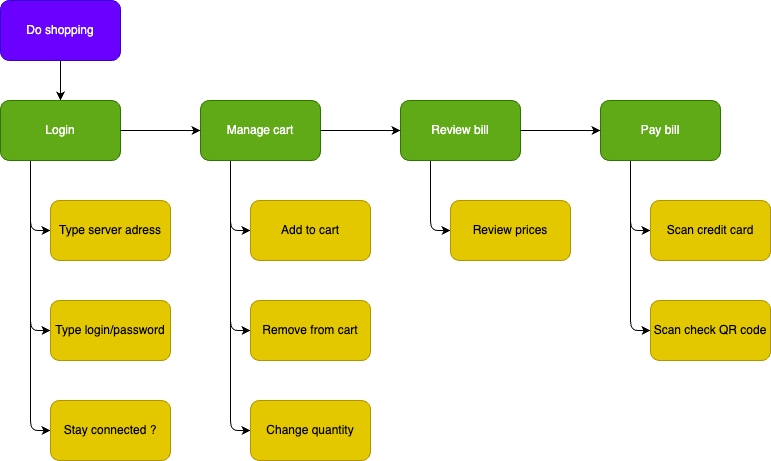 Do shopping
Login
Manage cart
Review bill
Pay bill
Type server adress
Add to cart
Review prices
Scan credit card
Type login/password
Remove from cart
Scan check QR code
Stay connected ?
Change quantity